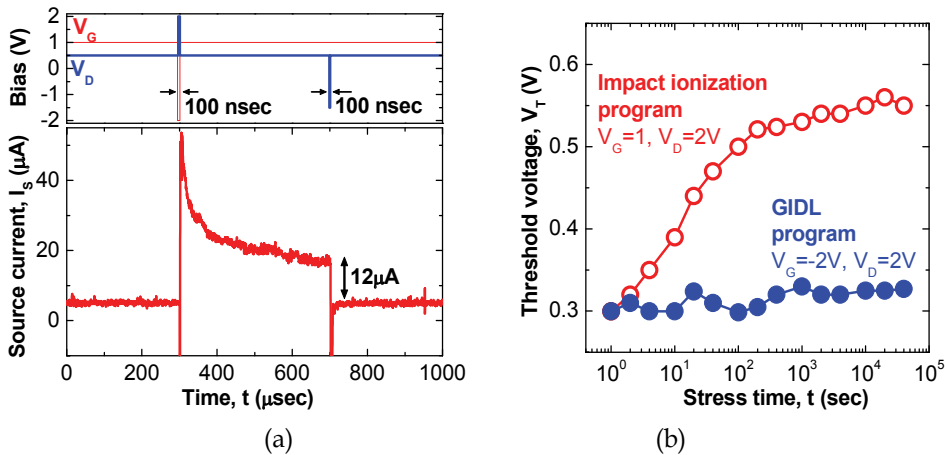 2
1
0
-1
-2
Bias (V)
V_G
V_D
100 nsec
100 nsec
40
20
0
Source current, I_S (μA)
12μA
0 200 400 600 800 1000
Time, t (μsec)
(a)
0.6
0.5
0.4
0.3
Threshold voltage, V_T (V)
Impact ionization
program
V_G=1, V_D=2V
GIDL
program
V_G=-2V, V_D=2V
10^0 10^1 10^2 10^3 10^4 10^5
Stress time, t (sec)
(b)